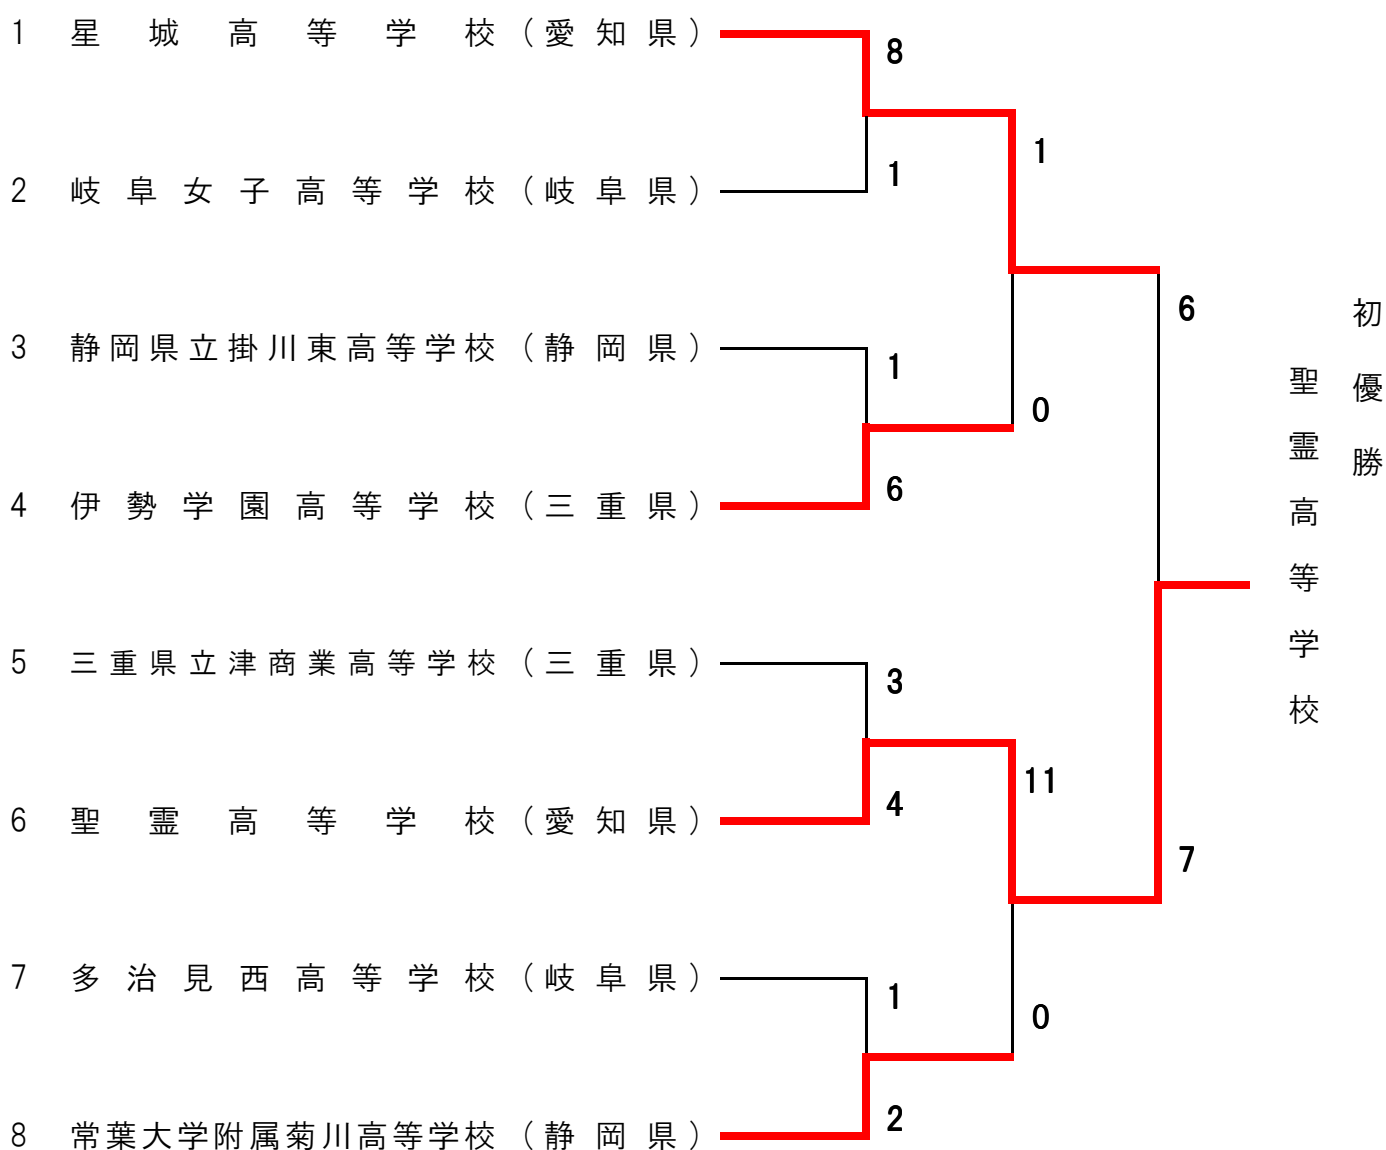 1 星城高等学校(愛知県)
8
1
1
2 岐阜女子高等学校(岐阜県)
6
初優勝
聖霊高等学校
3 静岡県立掛川東高等学校(静岡県)
1
0
6
4 伊勢学園高等学校(三重県)
5 三重県立津商業高等学校(三重県)
3
11
4
6 聖霊高等学校(愛知県)
7
7 多治見西高等学校(岐阜県)
1
0
2
8 常葉大学附属菊川高等学校(静岡県)